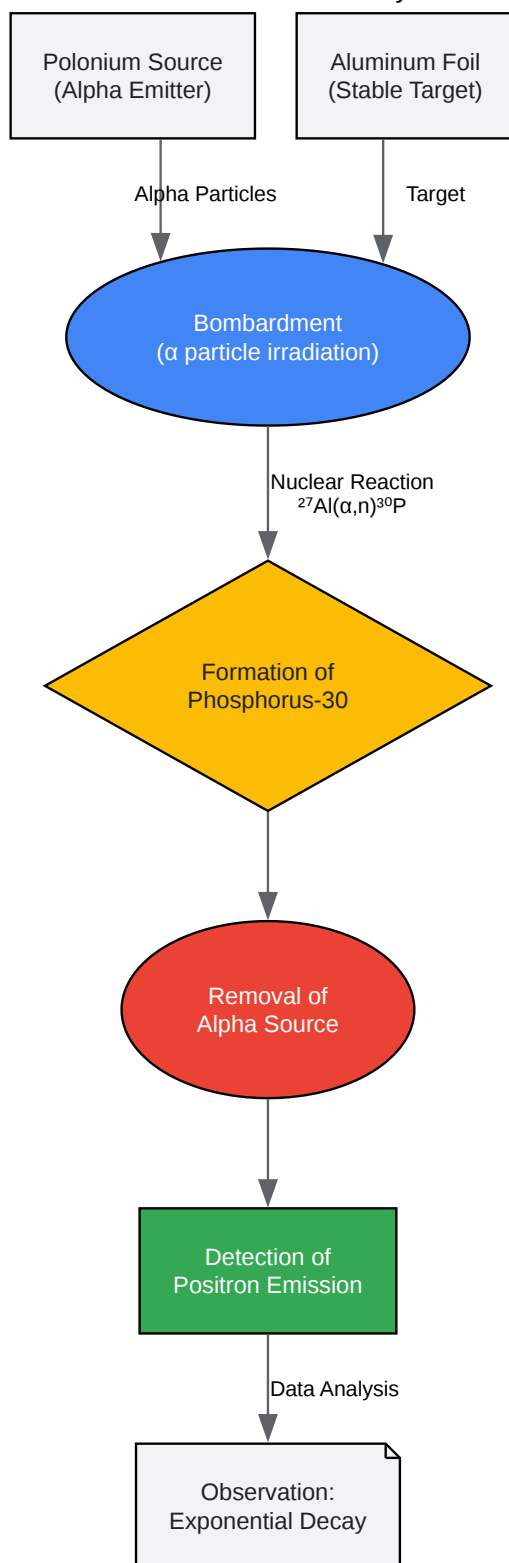 Polonium Source
(Alpha Emitter)
Aluminum Foil
(Stable Target)
Alpha Particles
Target
Bombardment
(α particle irradiation)
Nuclear Reaction
²⁷Al(α,n)³⁰P
Formation of
Phosphorus-30
Removal of
Alpha Source
Detection of
Positron Emission
Data Analysis
Observation:
Exponential Decay